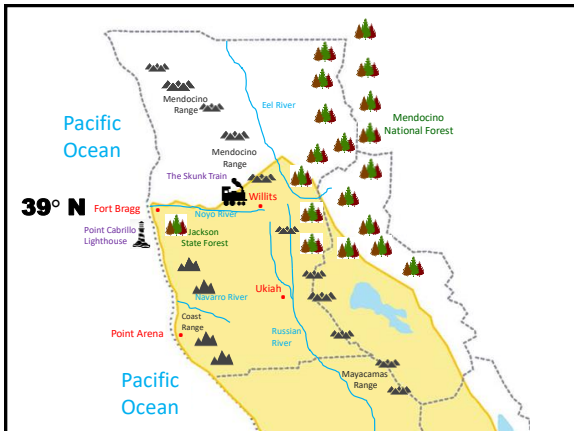 Mendocino
Range
Eel River
Mendocino
National Forest
Pacific
Ocean
Mendocino
Range
The Skunk Train
Willits
39° N
Fort Bragg
Noyo River
Point Cabrillo
Lighthouse
Jackson
State Forest
Navarro River
Ukiah
Coast
Range
Point Arena
Russian
River
Mayacamas
Range
Pacific
Ocean